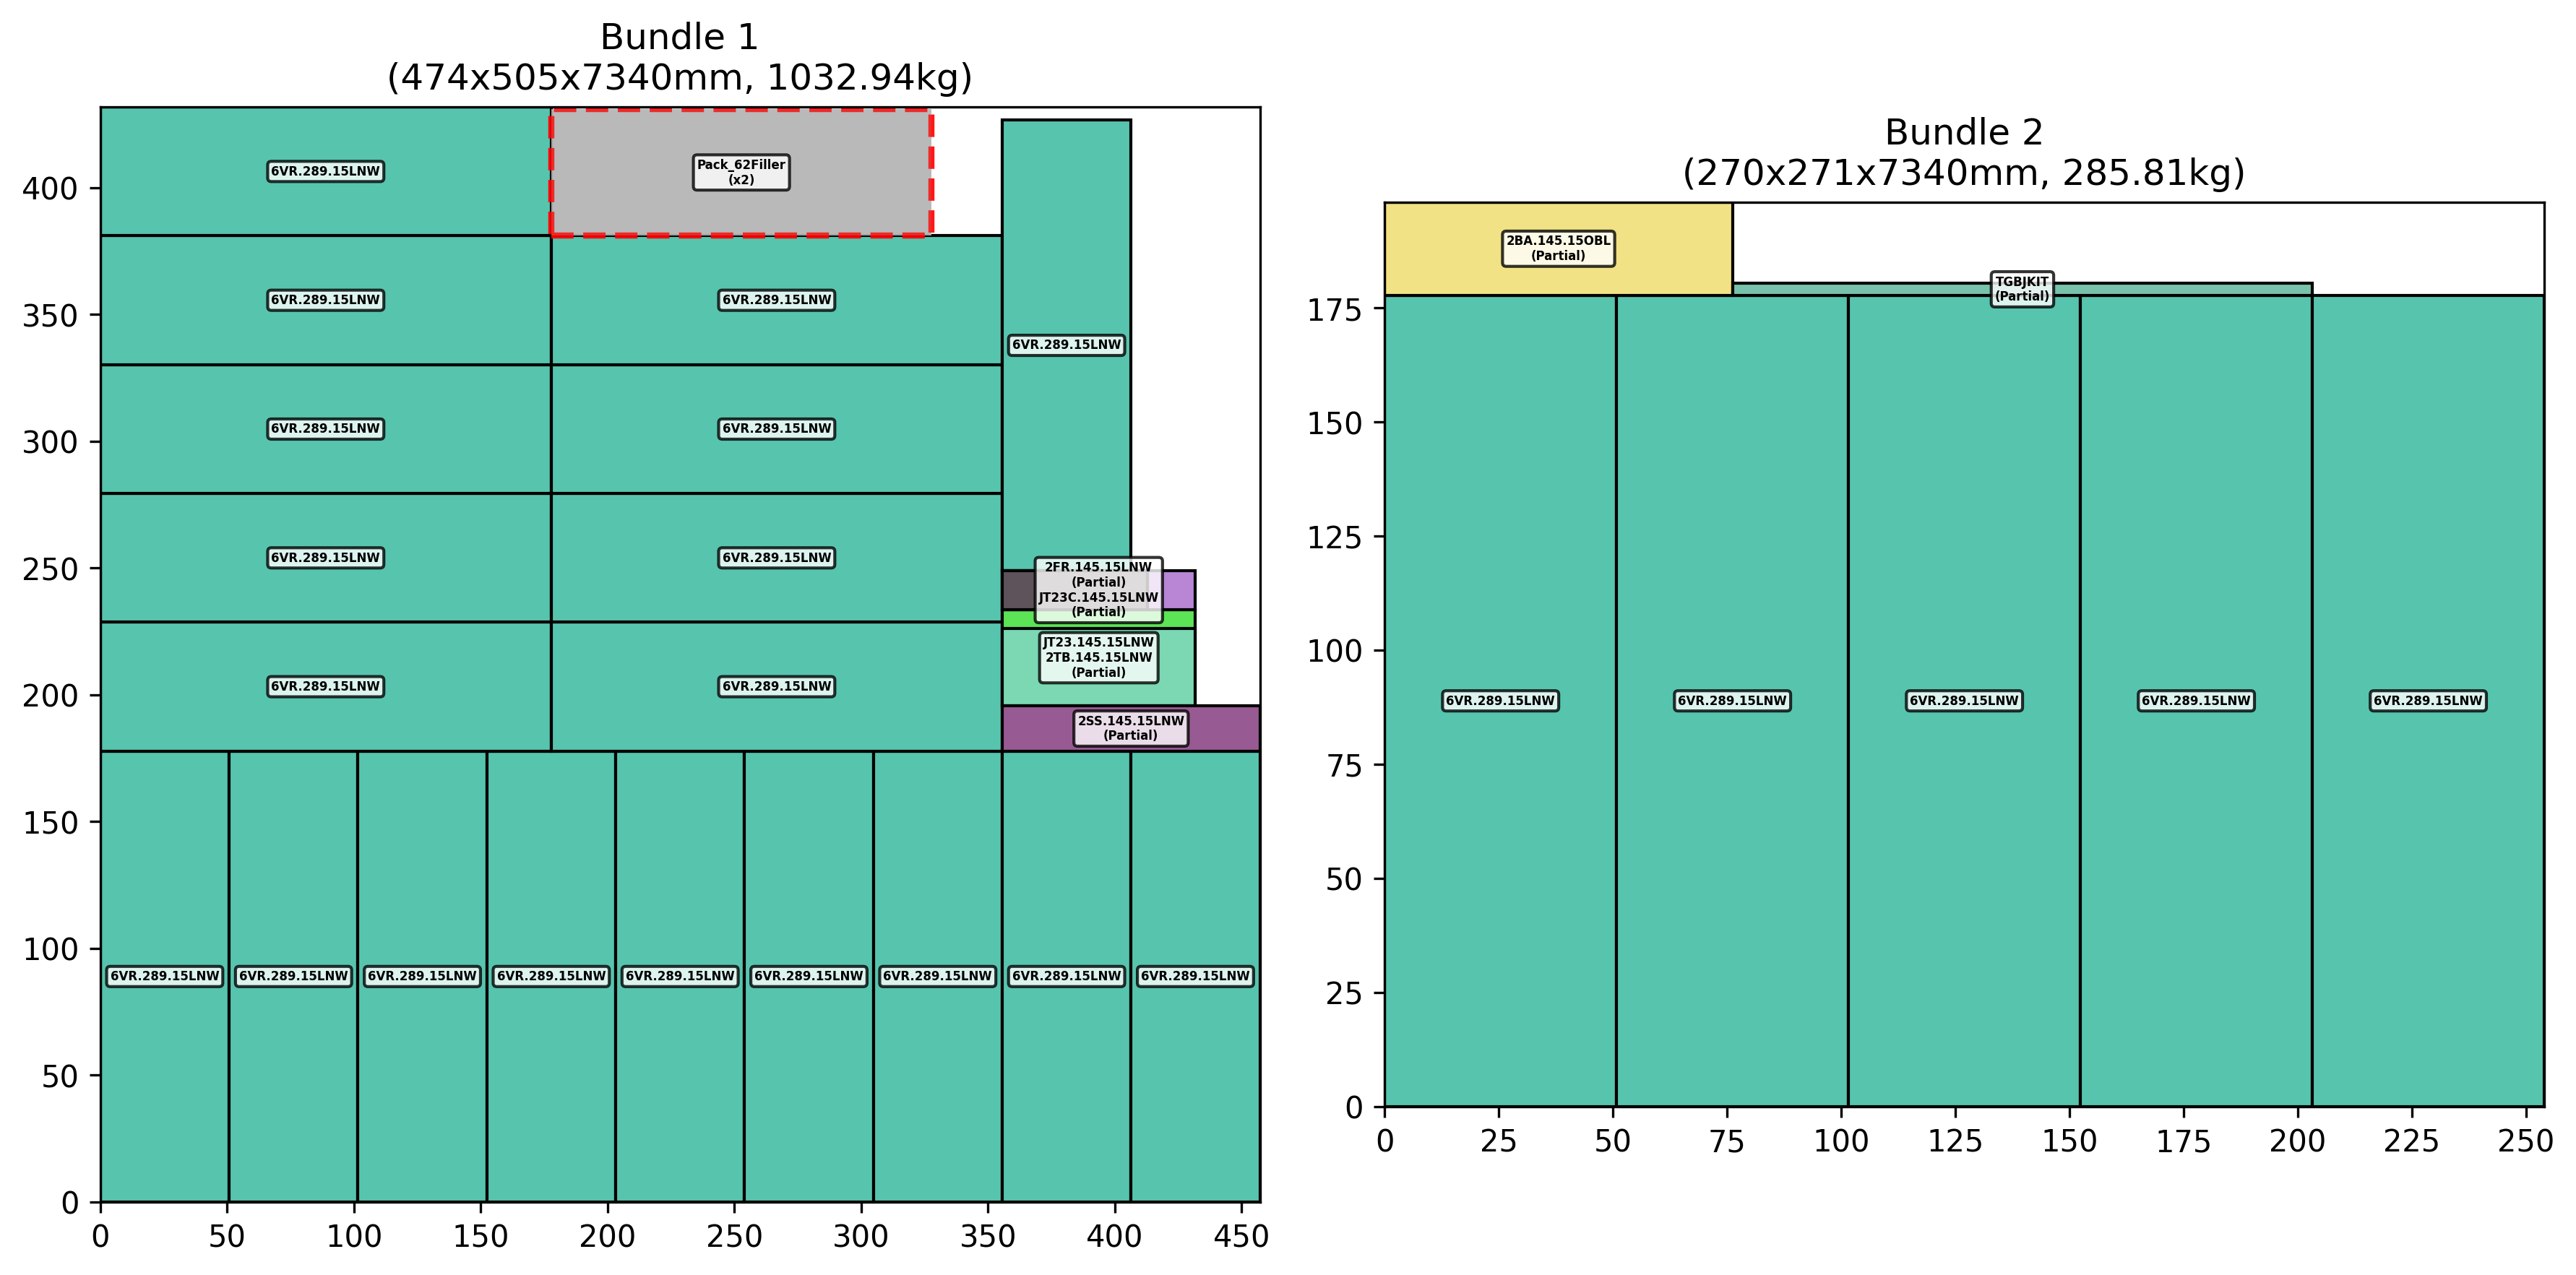 Bundle 1
(474x505x7340mm, 1032.94kg)
400
350
300
250
200
150
100
50
0
6VR.289.15LNW
Pack_62Filler
(x2)
6VR.289.15LNW
6VR.289.15LNW
6VR.289.15LNW
6VR.289.15LNW
6VR.289.15LNW
6VR.289.15LNW
6VR.289.15LNW
2FR.145.15LNW
(Partial)
JT23C.145.15LNW
(Partial)
JT23.145.15LNW
2TB.145.15LNW
(Partial)
6VR.289.15LNW
6VR.289.15LNW
2SS.145.15LNW
(Partial)
6VR.289.15LNW
6VR.289.15LNW
6VR.289.15LNW
6VR.289.15LNW
6VR.289.15LNW
6VR.289.15LNW
6VR.289.15LNW
6VR.289.15LNW
6VR.289.15LNW
0
50
100
150
200
250
300
350
400
450
Bundle 2
(270x271x7340mm, 285.81kg)
175
150
125
100
75
50
25
0
2BA.145.15OBL
(Partial)
TGBJKIT
(Partial)
6VR.289.15LNW
6VR.289.15LNW
6VR.289.15LNW
6VR.289.15LNW
6VR.289.15LNW
0
25
50
75
100
125
150
175
200
225
250